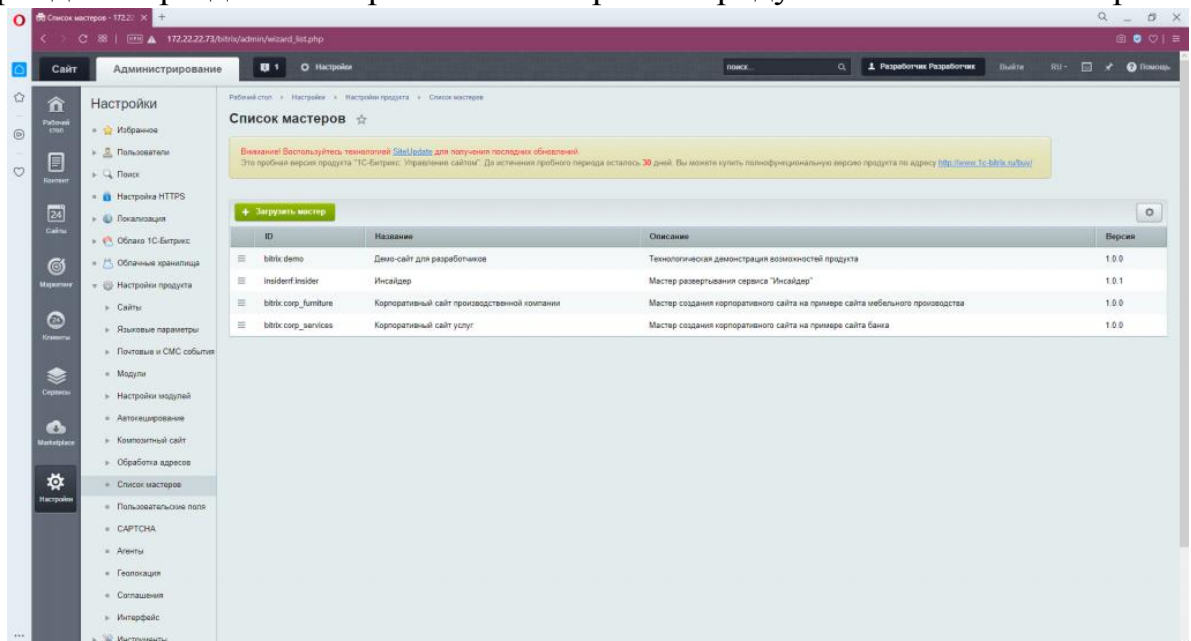 Список мастеров - 172.22
172.22.22.73/bitrix/admin/wizard_list.php
Сайт
Администрирование
1
Настройки
поиск...
Разработчик Разработчик
Выйти
RU
Помощь
Рабочий стол
Контент
24
Сайты
Маркетинг
24
Клиенты
Сервисы
Marketplace
Настройки
Настройки
Избранное
Пользователи
Поиск
Настройка HTTPS
Локализация
Облако 1С-Битрикс
Облачные хранилища
Настройки продукта
Сайты
Языковые параметры
Почтовые и СМС события
Модули
Настройки модулей
Автокеширование
Композитный сайт
Обработка адресов
Список мастеров
Пользовательские поля
CAPTCHA
Агенты
Геолокация
Соглашения
Интерфейс
Инструменты
Рабочий стол Настройки Настройки продукта Список мастеров
Список мастеров
Внимание! Воспользуйтесь технологией SiteUpdate для получения последних обновлений.
Это пробная версия продукта "1С-Битрикс: Управление сайтом". До истечения пробного периода осталось 30 дней. Вы можете купить полнофункциональную версию продукта по адресу http://www.1c-bitrix.ru/buy/
+ Загрузить мастер
ID Название Описание Версия
bitrix:demo Демо-сайт для разработчиков Технологическая демонстрация возможностей продукта 1.0.0
insiderrf:insider Инсайдер Мастер развертывания сервиса "Инсайдер" 1.0.1
bitrix:corp_furniture Корпоративный сайт производственной компании Мастер создания корпоративного сайта на примере сайта мебельного производства 1.0.0
bitrix:corp_services Корпоративный сайт услуг Мастер создания корпоративного сайта на примере сайта банка 1.0.0